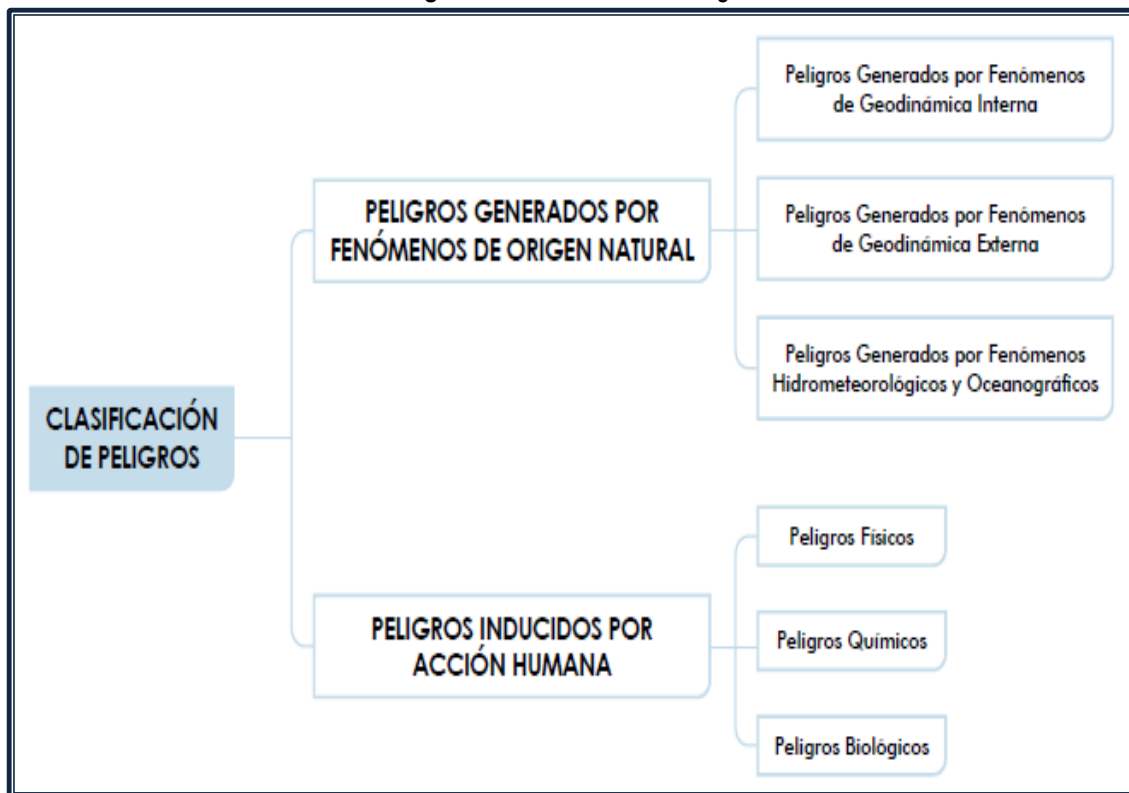 CLASIFICACIÓN
DE PELIGROS
PELIGROS GENERADOS POR
FENÓMENOS DE ORIGEN NATURAL
Peligros Generados por Fenómenos
de Geodinámica Interna
Peligros Generados por Fenómenos
de Geodinámica Externa
Peligros Generados por Fenómenos
Hidrometeorológicos y Oceanográficos
PELIGROS INDUCIDOS POR
ACCIÓN HUMANA
Peligros Físicos
Peligros Químicos
Peligros Biológicos